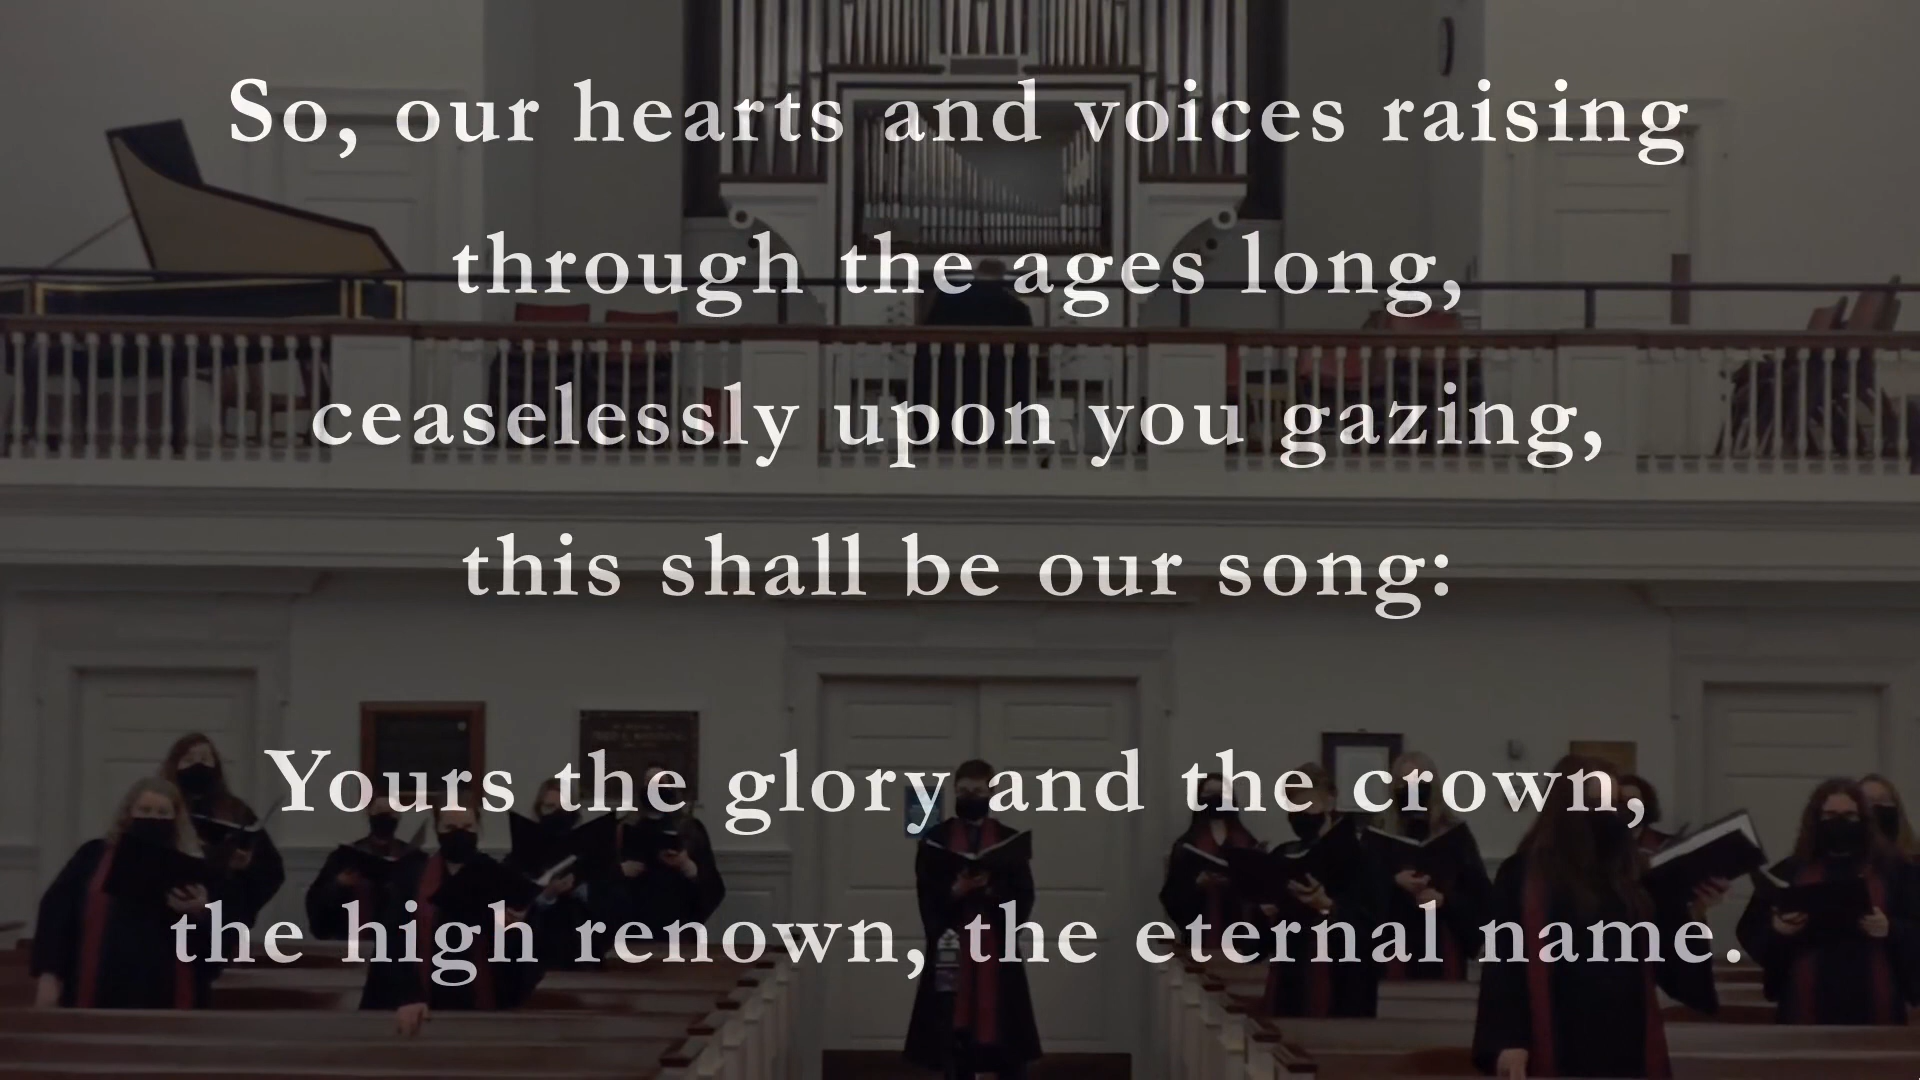 So, our hearts and voices raising
through the ages long,
ceaselessly upon you gazing,
this shall be our song:
Yours the glory and the crown,
the high renown, the eternal name.